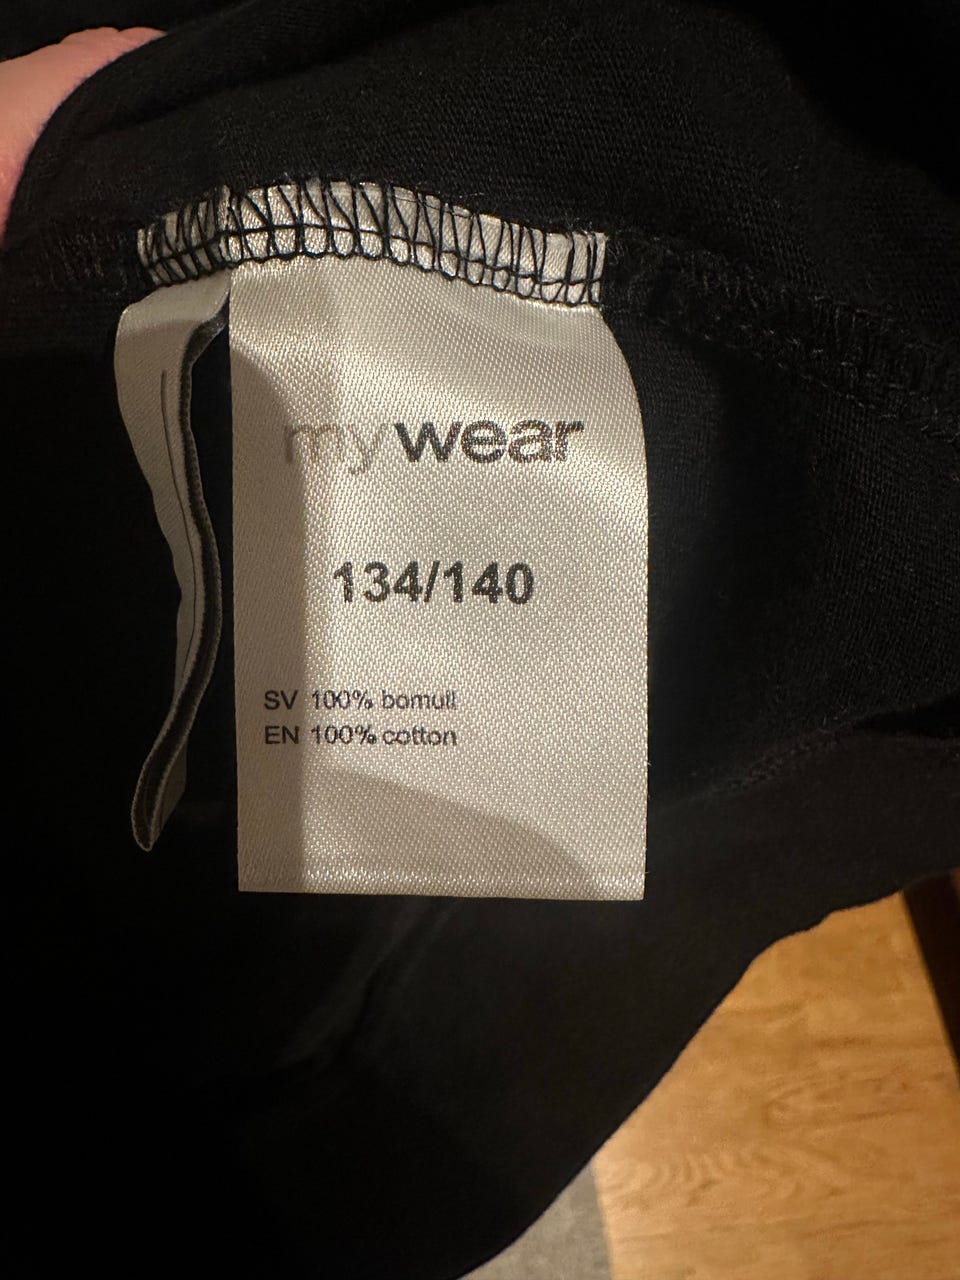 mywear
134/140
SV 100% bomull
EN 100% cotton